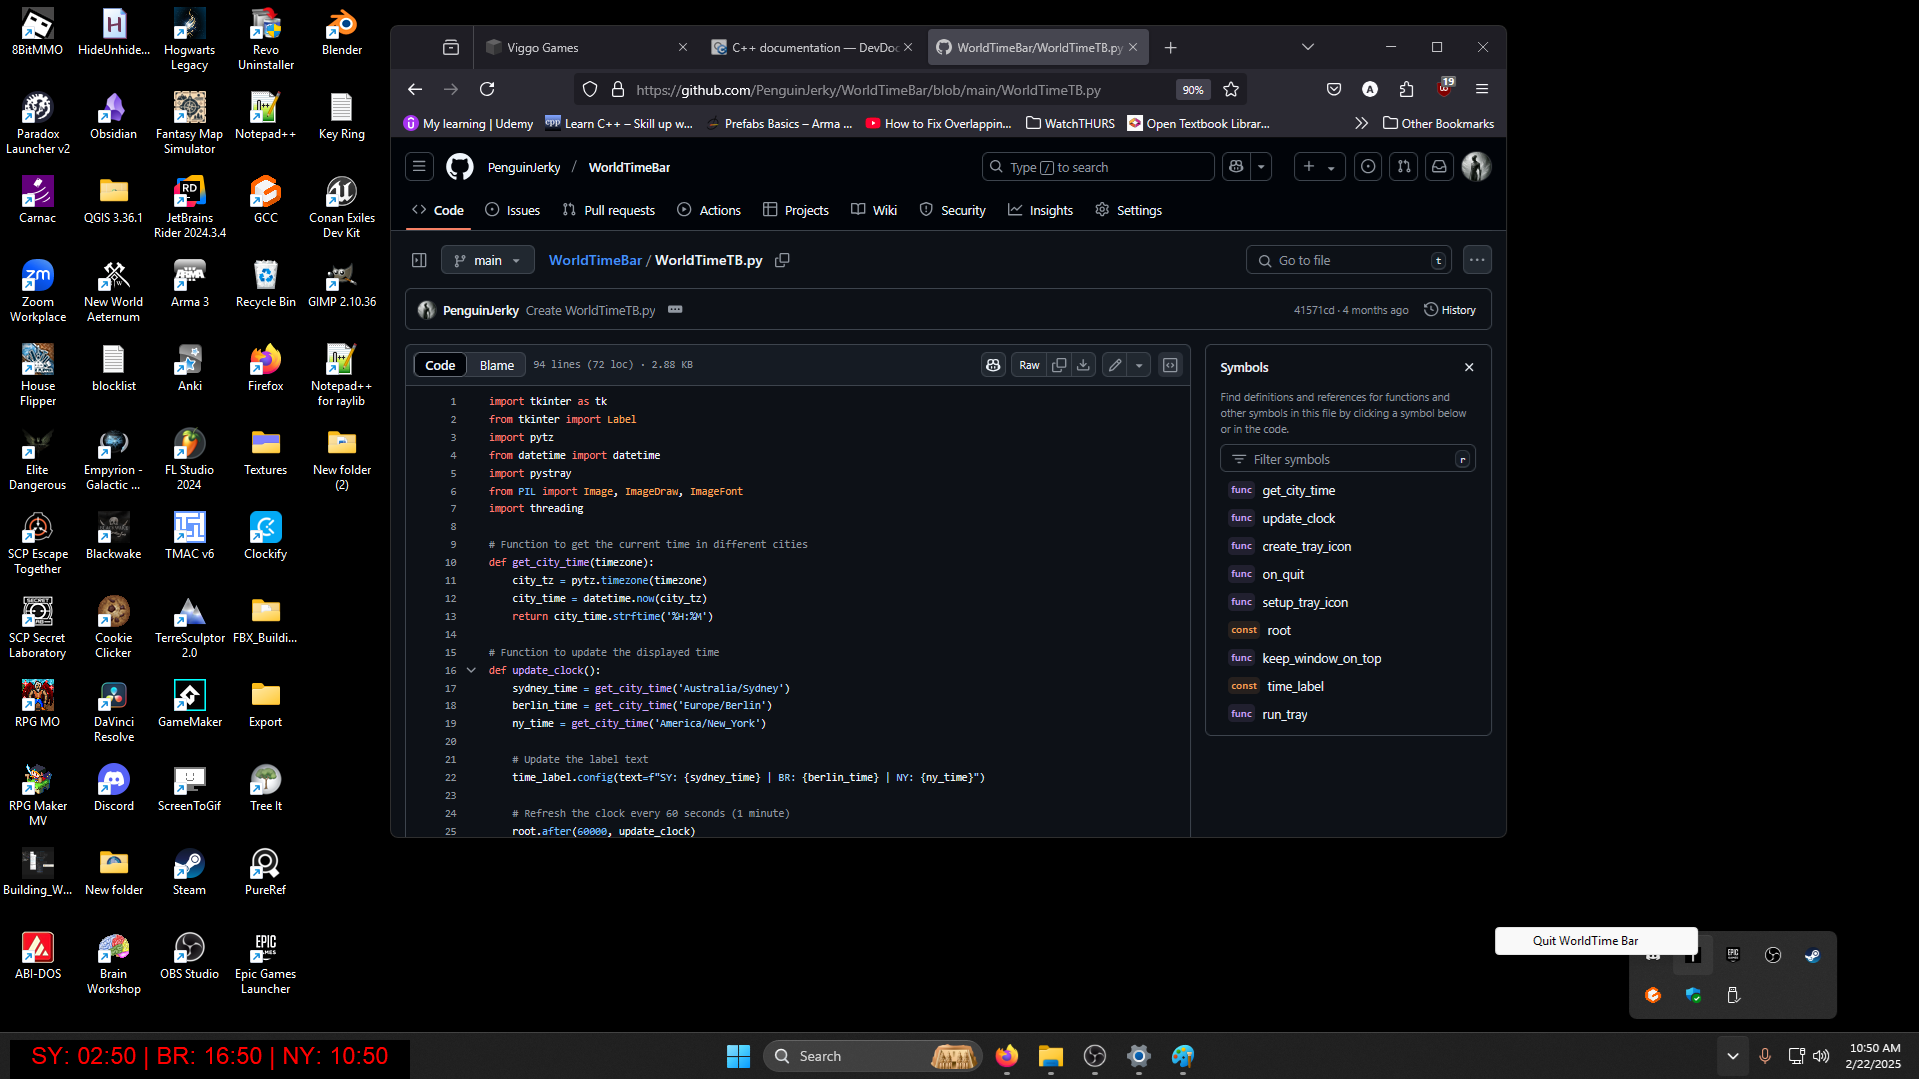 8BitMMO
HideUnhide...
Hogwarts
Legacy
Revo
Uninstaller
Blender
Paradox
Launcher v2
Obsidian
Fantasy Map
Simulator
Notepad++
Key Ring
Carnac
QGIS 3.36.1
JetBrains
Rider 2024.3.4
GCC
Conan Exiles
Dev Kit
Zoom
Workplace
New World
Aeternum
Arma 3
Recycle Bin
GIMP 2.10.36
House
Flipper
blocklist
Anki
Firefox
Notepad++
for raylib
Elite
Dangerous
Empyrion -
Galactic ...
FL Studio
2024
Textures
New folder
(2)
SCP Escape
Together
Blackwake
TMAC v6
Clockify
SCP Secret
Laboratory
Cookie
Clicker
TerreSculptor
2.0
FBX_Buildi...
RPG MO
DaVinci
Resolve
GameMaker
Export
RPG Maker
MV
Discord
ScreenToGif
Tree It
Building_W...
New folder
Steam
PureRef
ABI-DOS
Brain
Workshop
OBS Studio
Epic Games
Launcher
Viggo Games
C++ documentation — DevDoc
WorldTimeBar/WorldTimeTB.py
https://github.com/PenguinJerky/WorldTimeBar/blob/main/WorldTimeTB.py
90%
19
My learning | Udemy
Learn C++ – Skill up w...
Prefabs Basics – Arma ...
How to Fix Overlappin...
WatchTHURS
Open Textbook Librar...
Other Bookmarks
PenguinJerky / WorldTimeBar
Type / to search
Code
Issues
Pull requests
Actions
Projects
Wiki
Security
Insights
Settings
main
WorldTimeBar / WorldTimeTB.py
Go to file
t
PenguinJerky Create WorldTimeTB.py
41571cd · 4 months ago
History
Code
Blame
94 lines (72 loc) · 2.88 KB
Raw
1 import tkinter as tk
2 from tkinter import Label
3 import pytz
4 from datetime import datetime
5 import pystray
6 from PIL import Image, ImageDraw, ImageFont
7 import threading
8
9 # Function to get the current time in different cities
10 def get_city_time(timezone):
11 city_tz = pytz.timezone(timezone)
12 city_time = datetime.now(city_tz)
13 return city_time.strftime('%H:%M')
14
15 # Function to update the displayed time
16 def update_clock():
17 sydney_time = get_city_time('Australia/Sydney')
18 berlin_time = get_city_time('Europe/Berlin')
19 ny_time = get_city_time('America/New_York')
20
21 # Update the label text
22 time_label.config(text=f"SY: {sydney_time} | BR: {berlin_time} | NY: {ny_time}")
23
24 # Refresh the clock every 60 seconds (1 minute)
25 root.after(60000, update_clock)
Symbols
Find definitions and references for functions and
other symbols in this file by clicking a symbol below
or in the code.
Filter symbols
r
func get_city_time
func update_clock
func create_tray_icon
func on_quit
func setup_tray_icon
const root
func keep_window_on_top
const time_label
func run_tray
Quit WorldTime Bar
SY: 02:50 | BR: 16:50 | NY: 10:50
Search
10:50 AM
2/22/2025